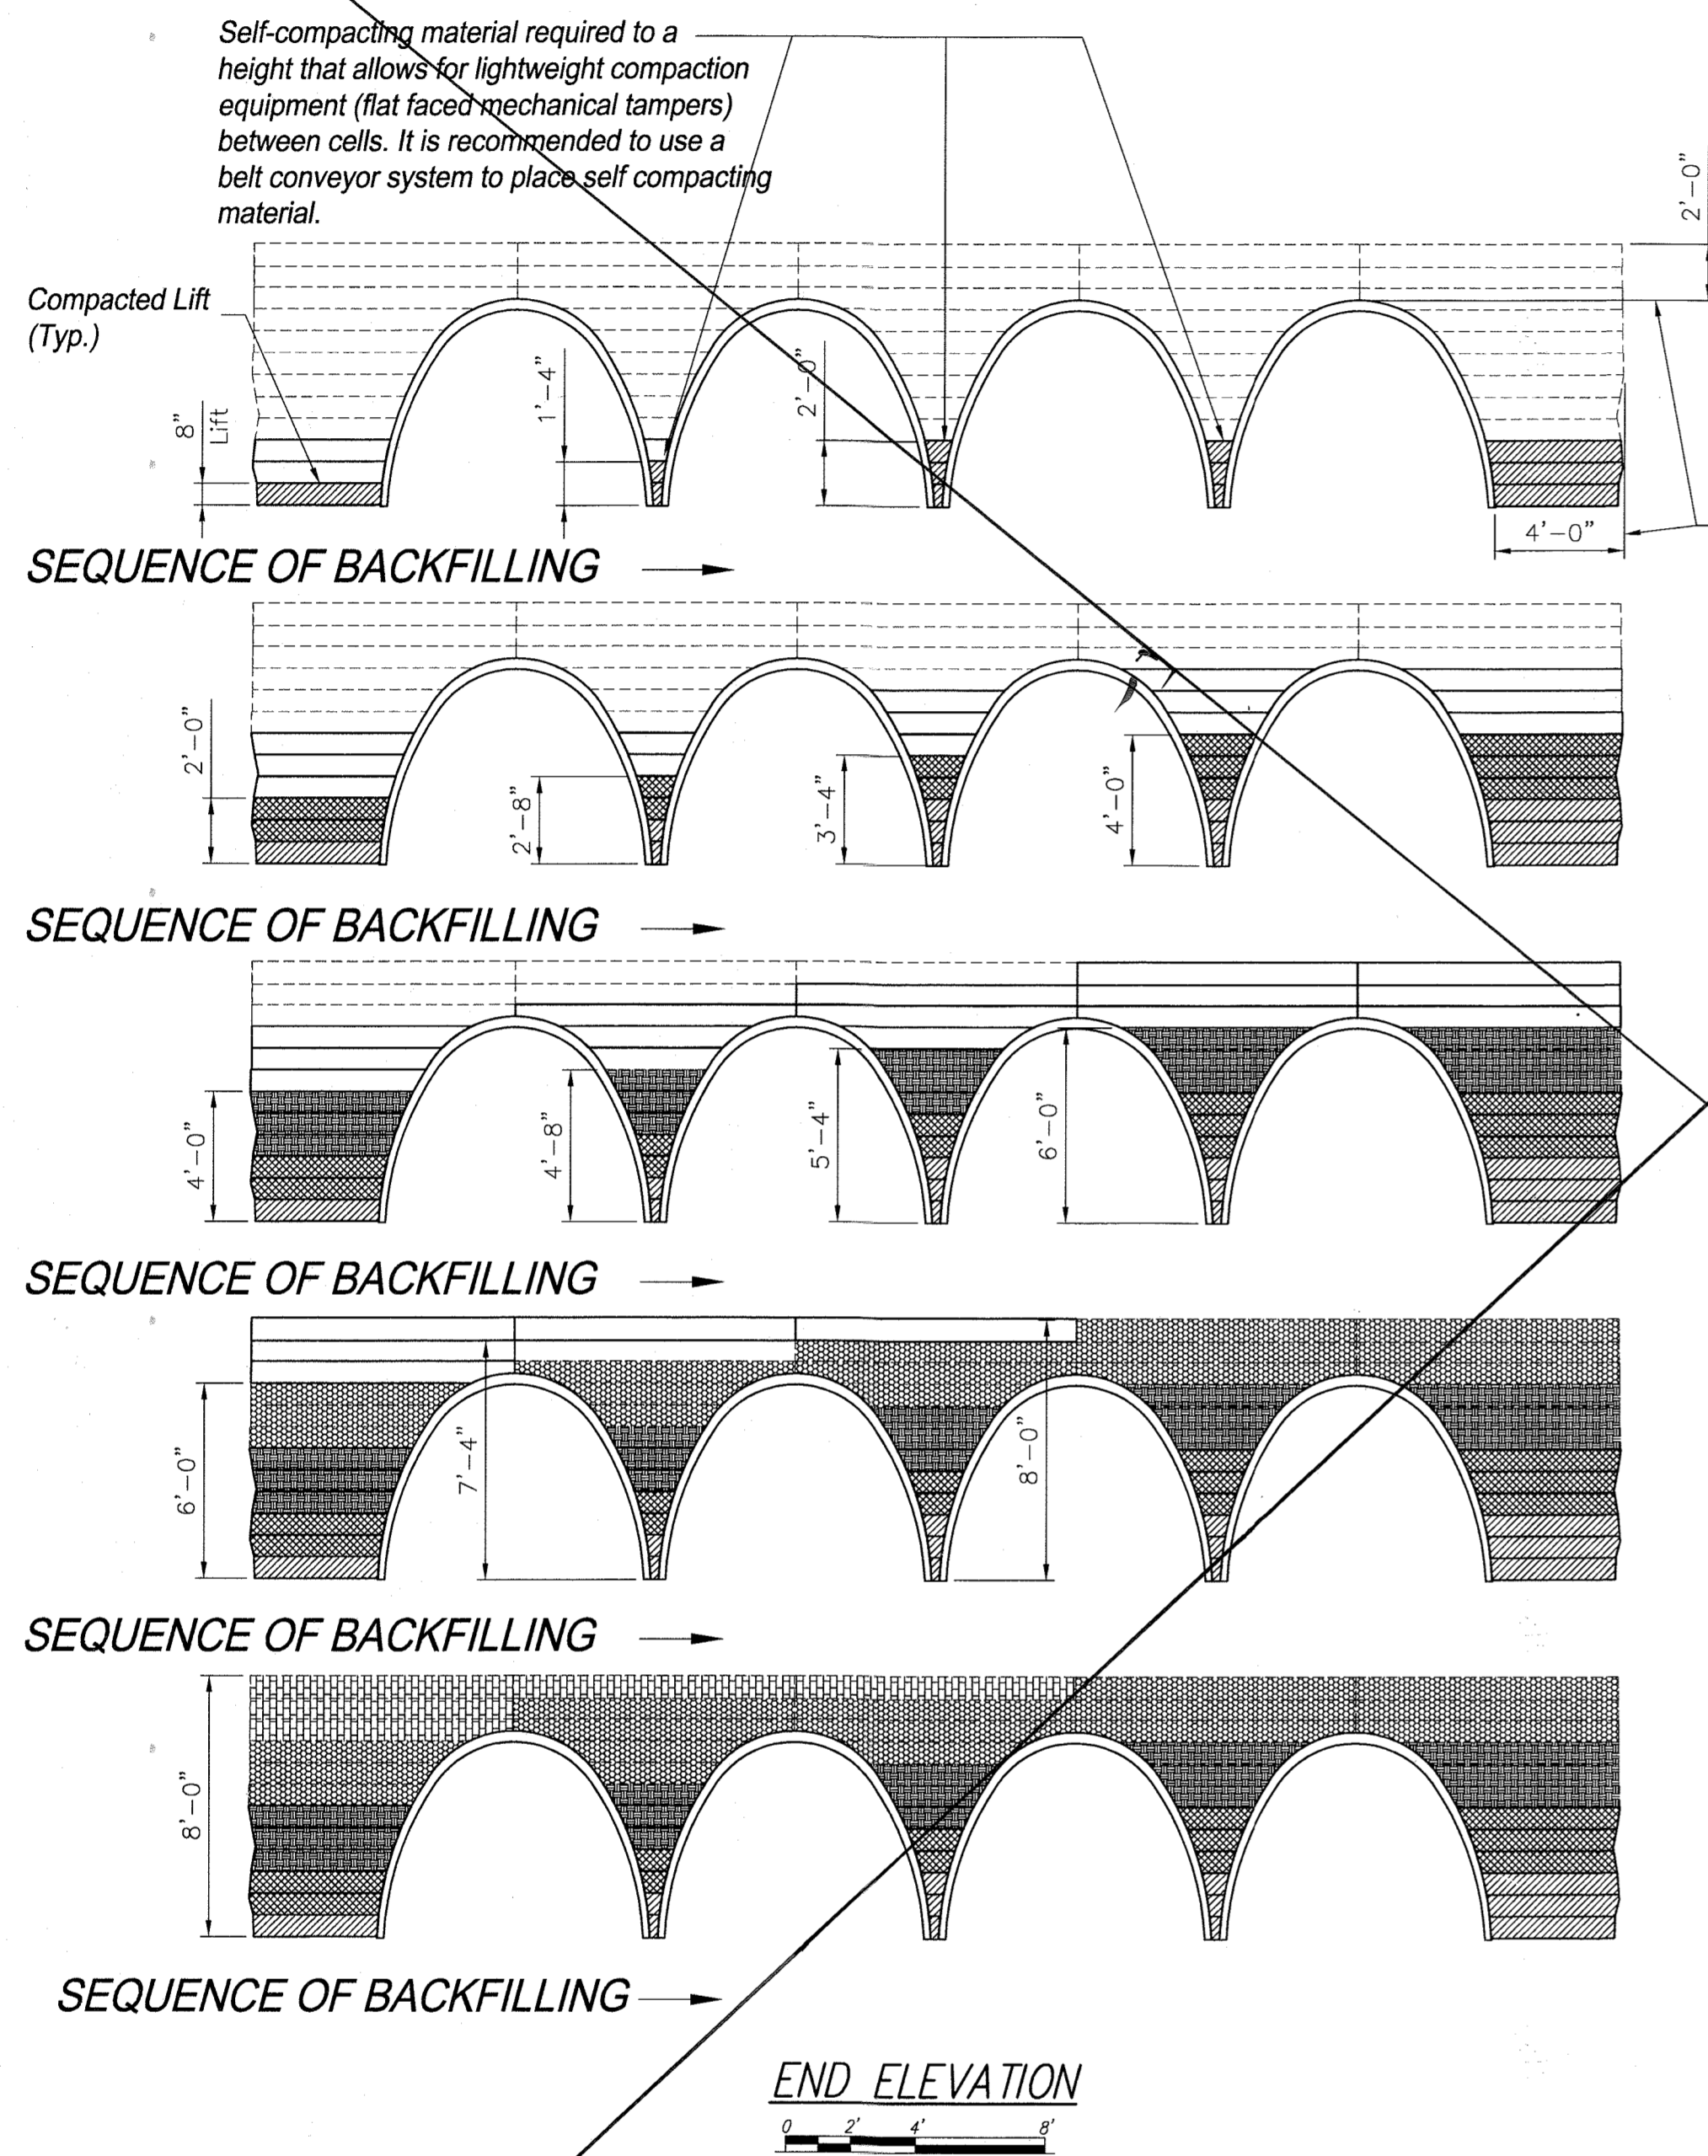 Self-compacting material required to a
height that allows for lightweight compaction
equipment (flat faced mechanical tampers)
between cells. It is recommended to use a
belt conveyor system to place self compacting
material.
2'-0"
Compacted Lift
(Typ.)
8"
Lift
1'-4"
2'-0"
4'-0"
SEQUENCE OF BACKFILLING
2'-0"
2'-8"
3'-4"
4'-0"
SEQUENCE OF BACKFILLING
4'-0"
4'-8"
5'-4"
6'-0"
SEQUENCE OF BACKFILLING
6'-0"
7'-4"
8'-0"
SEQUENCE OF BACKFILLING
8'-0"
SEQUENCE OF BACKFILLING
END ELEVATION
0 2' 4' 8'